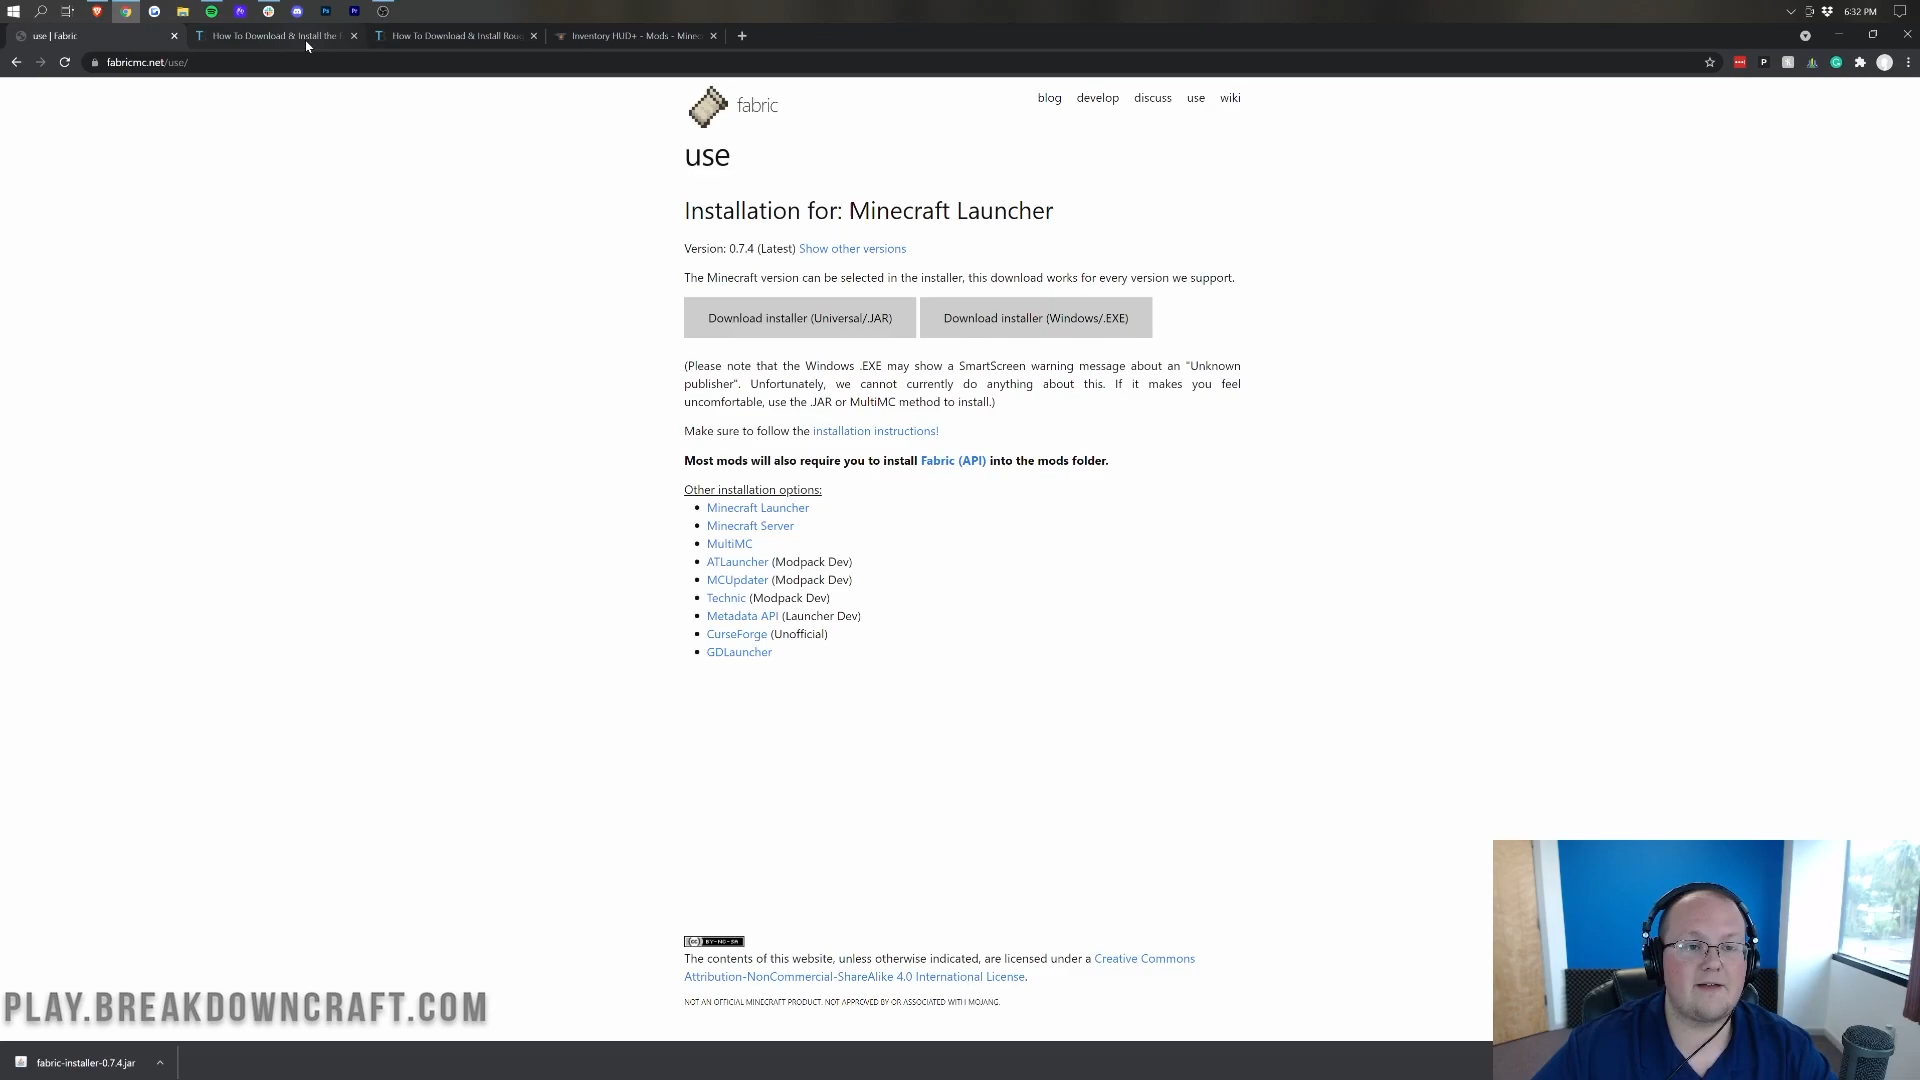 6:32 PM
use | Fabric
How To Download & Install the
How To Download & Install Rou
Inventory HUD+ - Mods - Minec
fabricmc.net/use/
fabric
blog develop discuss use wiki
use
Installation for: Minecraft Launcher
Version: 0.7.4 (Latest) Show other versions
The Minecraft version can be selected in the installer, this download works for every version we support.
Download installer (Universal/.JAR)
Download installer (Windows/.EXE)
(Please note that the Windows .EXE may show a SmartScreen warning message about an "Unknown
publisher". Unfortunately, we cannot currently do anything about this. If it makes you feel
uncomfortable, use the .JAR or MultiMC method to install.)
Make sure to follow the installation instructions!
Most mods will also require you to install Fabric (API) into the mods folder.
Other installation options:
Minecraft Launcher
Minecraft Server
MultiMC
ATLauncher (Modpack Dev)
MCUpdater (Modpack Dev)
Technic (Modpack Dev)
Metadata API (Launcher Dev)
CurseForge (Unofficial)
GDLauncher
BY-NC-SA
The contents of this website, unless otherwise indicated, are licensed under a Creative Commons
Attribution-NonCommercial-ShareAlike 4.0 International License.
NOT AN OFFICIAL MINECRAFT PRODUCT. NOT APPROVED BY OR ASSOCIATED WITH MOJANG.
PLAY.BREAKDOWNCRAFT.COM
fabric-installer-0.7.4.jar